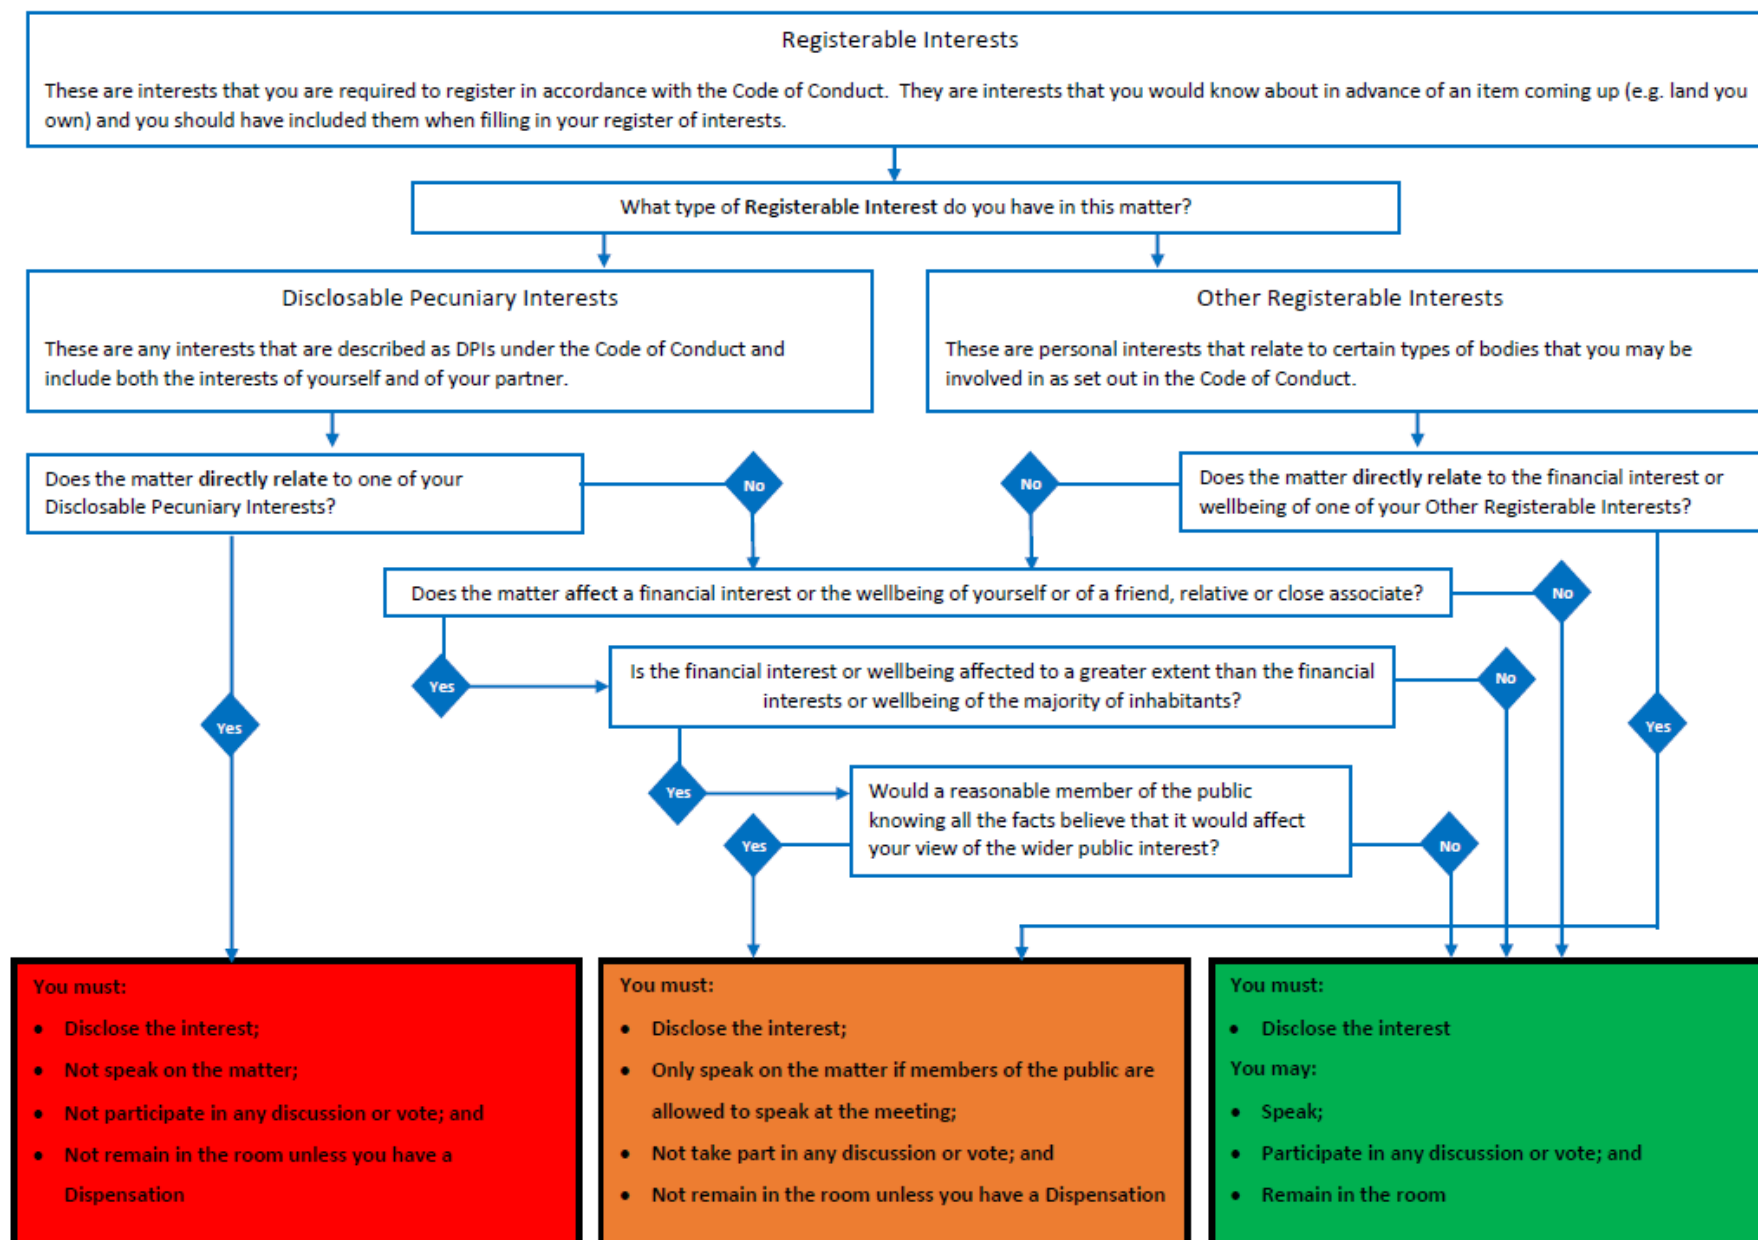 Registerable Interests
These are interests that you are required to register in accordance with the Code of Conduct. They are interests that you would know about in advance of an item coming up (e.g. land you
own) and you should have included them when filling in your register of interests.
What type of Registerable Interest do you have in this matter?
Disclosable Pecuniary Interests
These are any interests that are described as DPIs under the Code of Conduct and
include both the interests of yourself and of your partner.
Other Registerable Interests
These are personal interests that relate to certain types of bodies that you may be
involved in as set out in the Code of Conduct.
Does the matter directly relate to one of your
Disclosable Pecuniary Interests?
No
No
Does the matter directly relate to the financial interest or
wellbeing of one of your Other Registerable Interests?
Does the matter affect a financial interest or the wellbeing of yourself or of a friend, relative or close associate?
No
Yes
Is the financial interest or wellbeing affected to a greater extent than the financial
interests or wellbeing of the majority of inhabitants?
No
Yes
Yes
Yes
Would a reasonable member of the public
knowing all the facts believe that it would affect
your view of the wider public interest?
Yes
No
You must:
• Disclose the interest;
• Not speak on the matter;
• Not participate in any discussion or vote; and
• Not remain in the room unless you have a
Dispensation
You must:
• Disclose the interest;
• Only speak on the matter if members of the public are
allowed to speak at the meeting;
• Not take part in any discussion or vote; and
• Not remain in the room unless you have a Dispensation
You must:
• Disclose the interest
You may:
• Speak;
• Participate in any discussion or vote; and
• Remain in the room